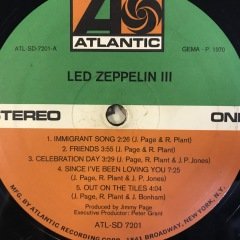 ATLANTIC
ATL-SD-7201-A
GEMA - P. 1970
LED ZEPPELIN III
STEREO
ONE
1. IMMIGRANT SONG 2:26 (J. Page & R. Plant)
2. FRIENDS 3:55 (J. Page & R. Plant)
3. CELEBRATION DAY 3:29 (J. Page, R. Plant & J. P. Jones)
4. SINCE I'VE BEEN LOVING YOU 7:25
(J. Page, R. Plant & J. P. Jones)
5. OUT ON THE TILES 4:04
(J. Page, R. Plant & J. Bonham)
Produced by Jimmy Page
Executive Producer: Peter Grant
ATL-SD 7201
MFG. BY ATLANTIC RECORDING CORP., 1841 BROADWAY, NEW YORK, N.Y.